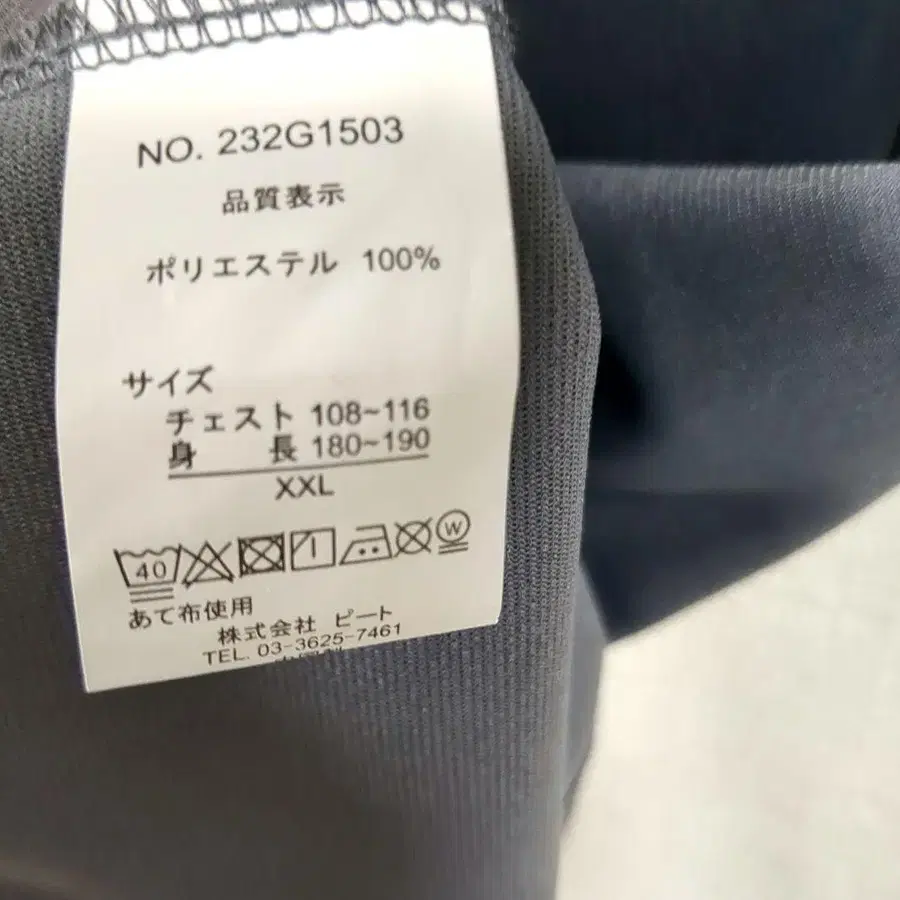 NO. 232G1503
品質表示
ポリエステル 100%
サイズ
チェスト 108~116
身 長 180~190
XXL
40 W
あて布使用
株式会社 ピート
TEL. 03-3625-7461